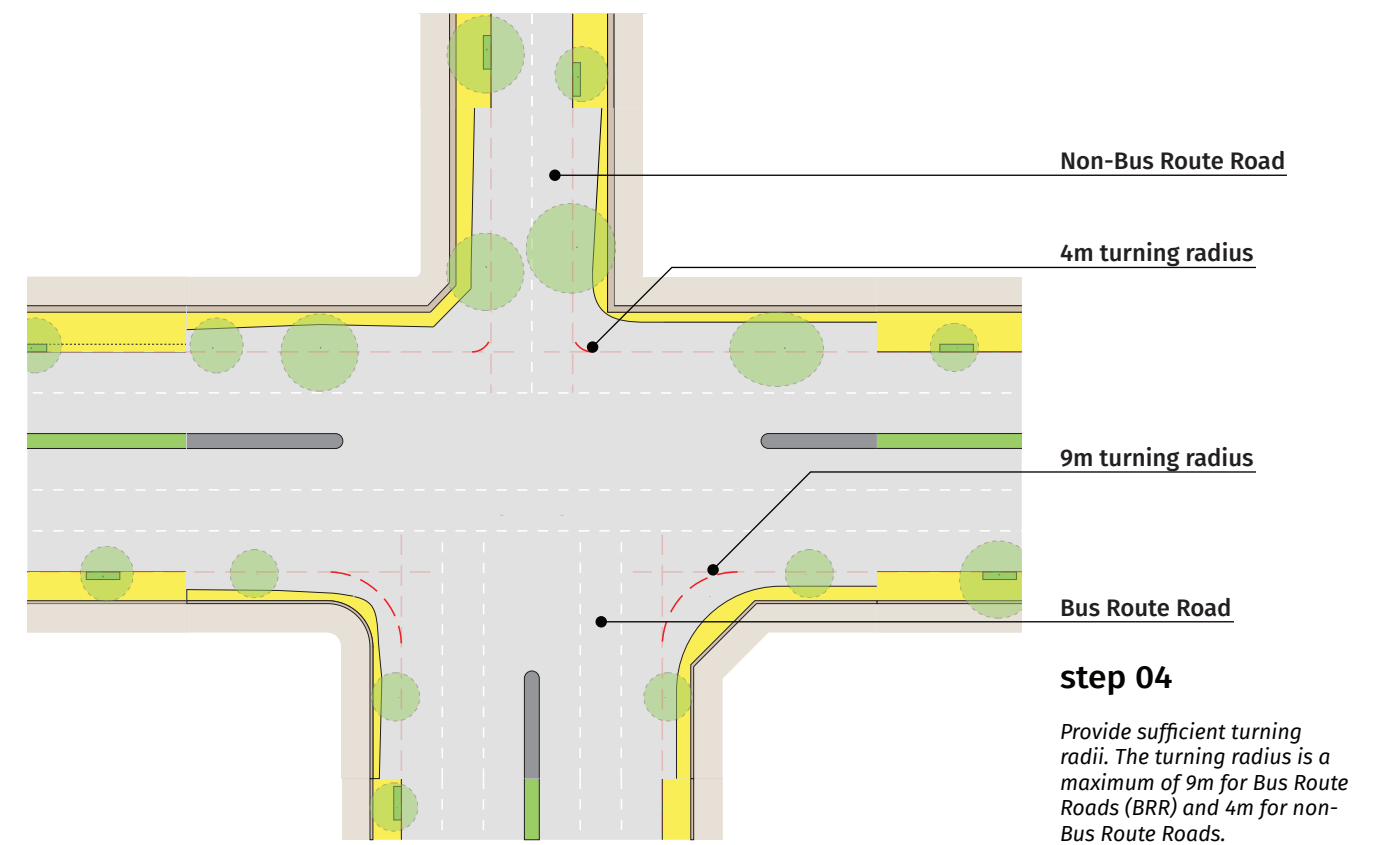 Non-Bus Route Road
4m turning radius
9m turning radius
Bus Route Road
step 04
Provide sufficient turning
radii. The turning radius is a
maximum of 9m for Bus Route
Roads (BRR) and 4m for non-
Bus Route Roads.